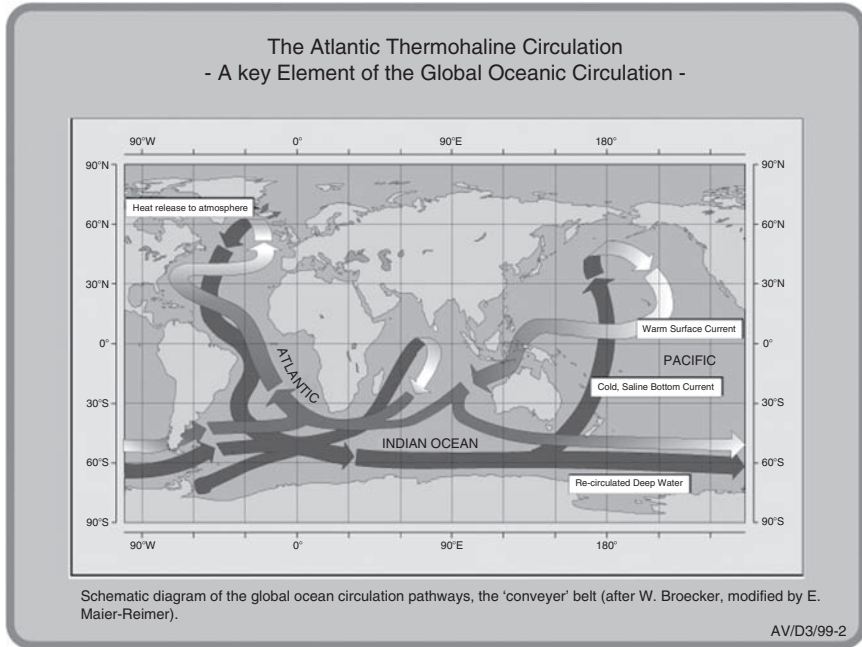 The Atlantic Thermohaline Circulation
- A key Element of the Global Oceanic Circulation -
90°W 0° 90°E 180°
90°N 90°N
Heat release to atmosphere
60°N 60°N
30°N 30°N
Warm Surface Current
0° 0°
ATLANTIC
PACIFIC
Cold, Saline Bottom Current
30°S 30°S
INDIAN OCEAN
60°S 60°S
Re-circulated Deep Water
90°S 90°S
90°W 0° 90°E 180°
Schematic diagram of the global ocean circulation pathways, the ‘conveyer’ belt (after W. Broecker, modified by E.
Maier-Reimer).
AV/D3/99-2